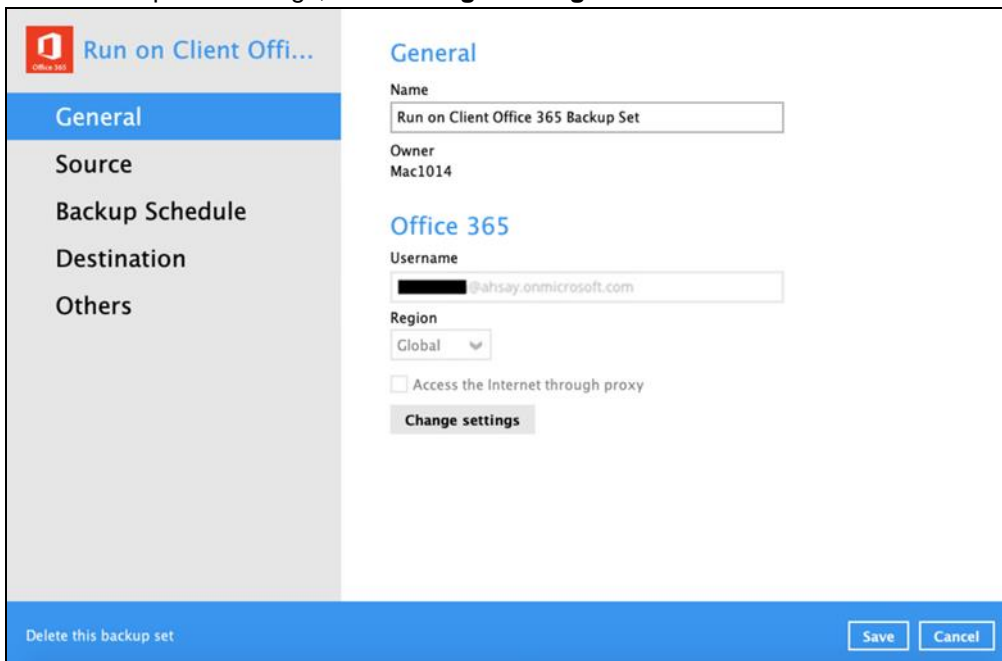 Office 365
Run on Client Offi...
General
Source
Backup Schedule
Destination
Others
General
Name
Run on Client Office 365 Backup Set
Owner
Mac1014
Office 365
Username
@ahsay.onmicrosoft.com
Region
Global
Access the Internet through proxy
Change settings
Delete this backup set
Save
Cancel